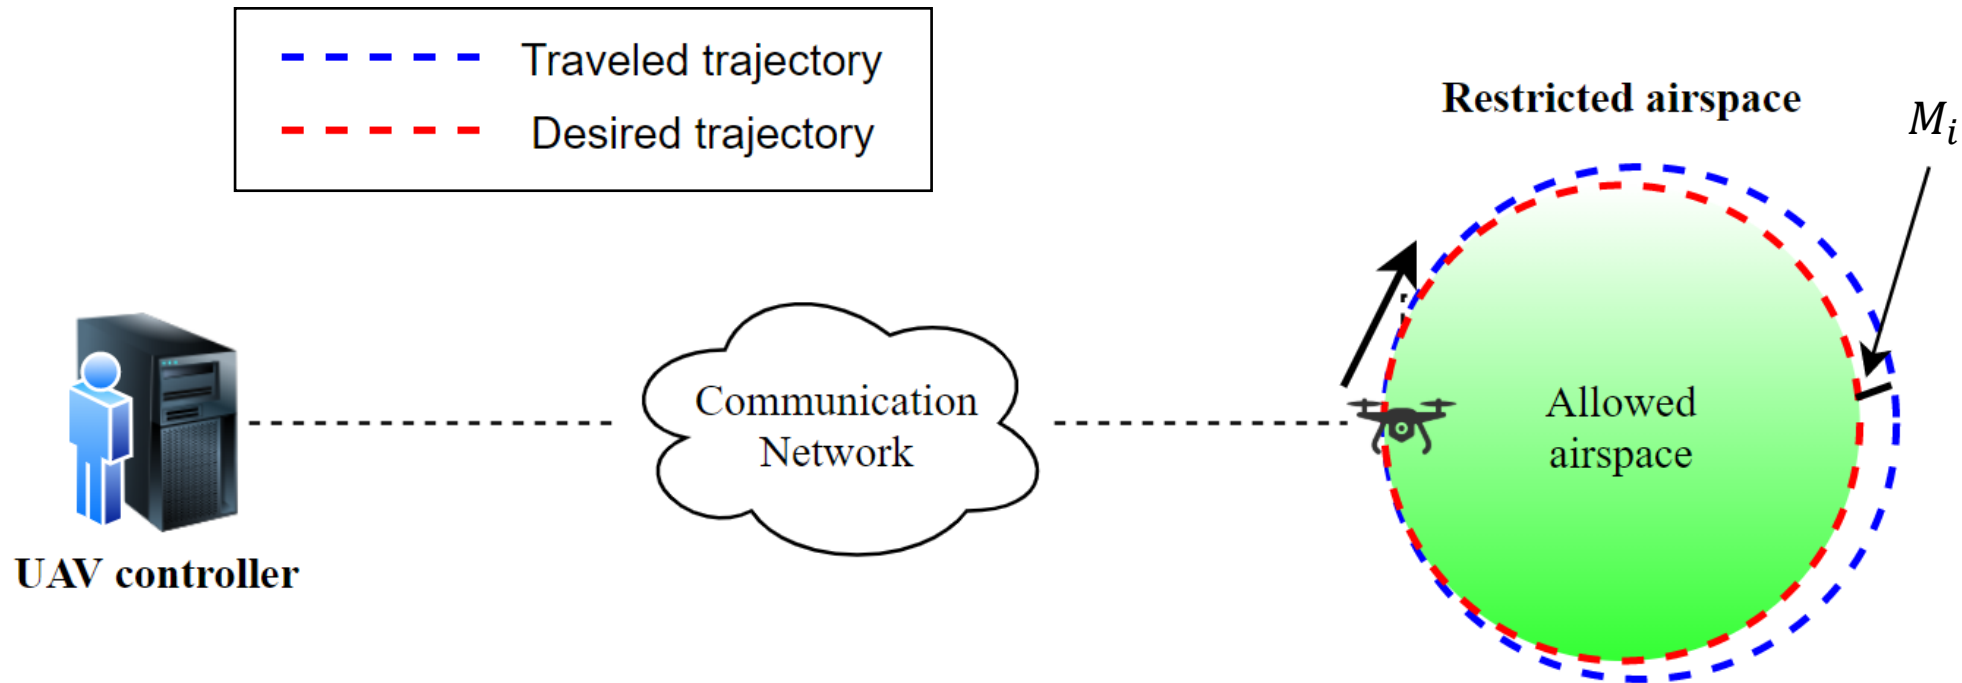 Traveled trajectory
Desired trajectory
Restricted airspace
M_i
Communication
Network
Allowed
airspace
UAV controller